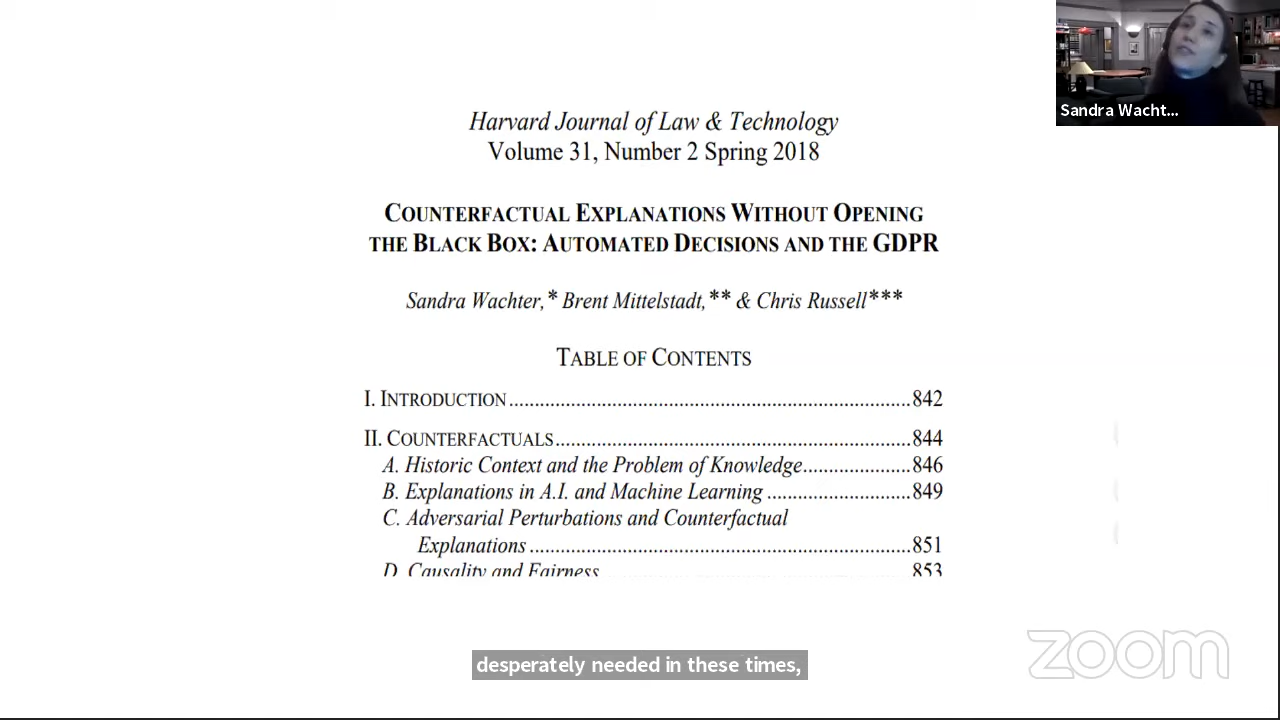 Harvard Journal of Law & Technology
Volume 31, Number 2 Spring 2018
COUNTERFACTUAL EXPLANATIONS WITHOUT OPENING
THE BLACK BOX: AUTOMATED DECISIONS AND THE GDPR
Sandra Wachter,* Brent Mittelstadt,** & Chris Russell***
TABLE OF CONTENTS
I. INTRODUCTION................................................................................842
II. COUNTERFACTUALS.......................................................................844
A. Historic Context and the Problem of Knowledge.....................846
B. Explanations in A.I. and Machine Learning ............................849
C. Adversarial Perturbations and Counterfactual
Explanations ...........................................................................851
D. Causality and Fairness ...........................................................853
Sandra Wacht...
desperately needed in these times,
zoom